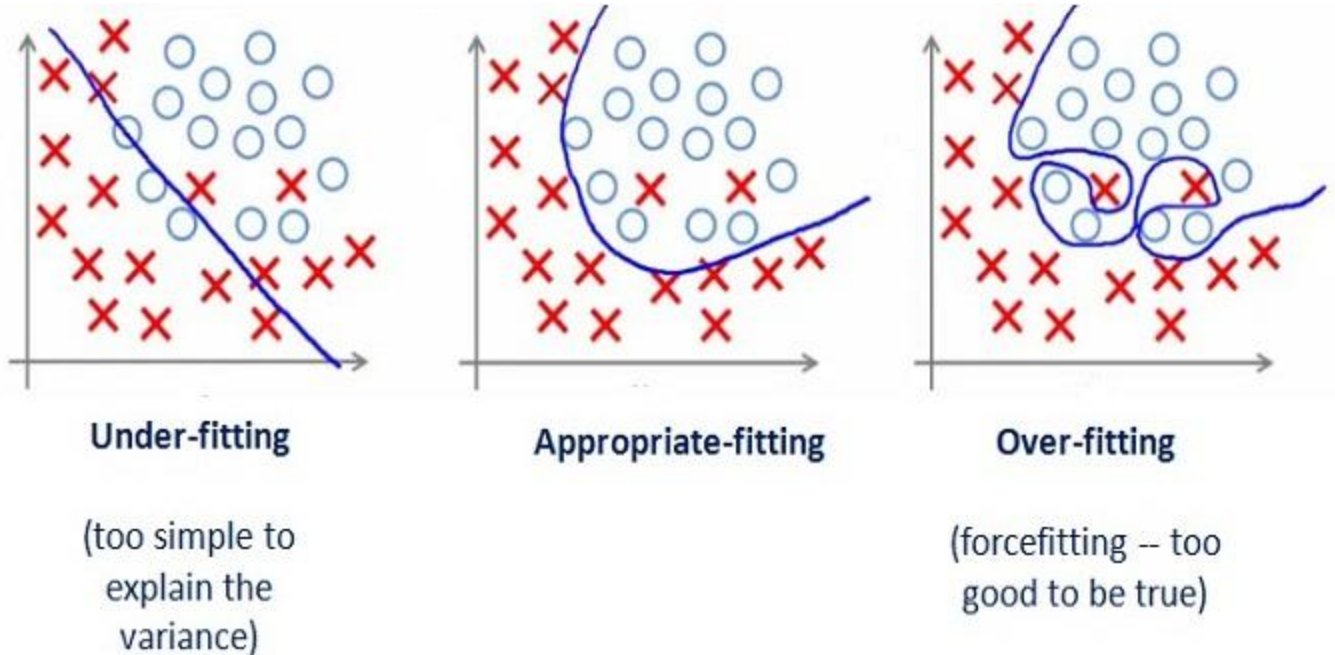 Under-fitting
Appropriate-fitting
Over-fitting
(too simple to
explain the
variance)
(forcefitting -- too
good to be true)